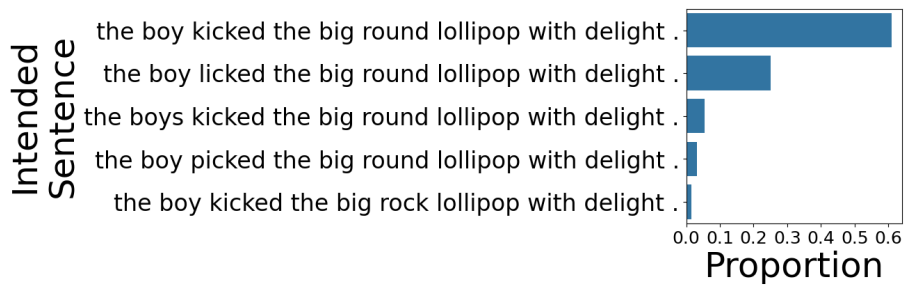 Intended
Sentence
the boy kicked the big round lollipop with delight .
the boy licked the big round lollipop with delight .
the boys kicked the big round lollipop with delight .
the boy picked the big round lollipop with delight .
the boy kicked the big rock lollipop with delight .
0.0 0.1 0.2 0.3 0.4 0.5 0.6
Proportion